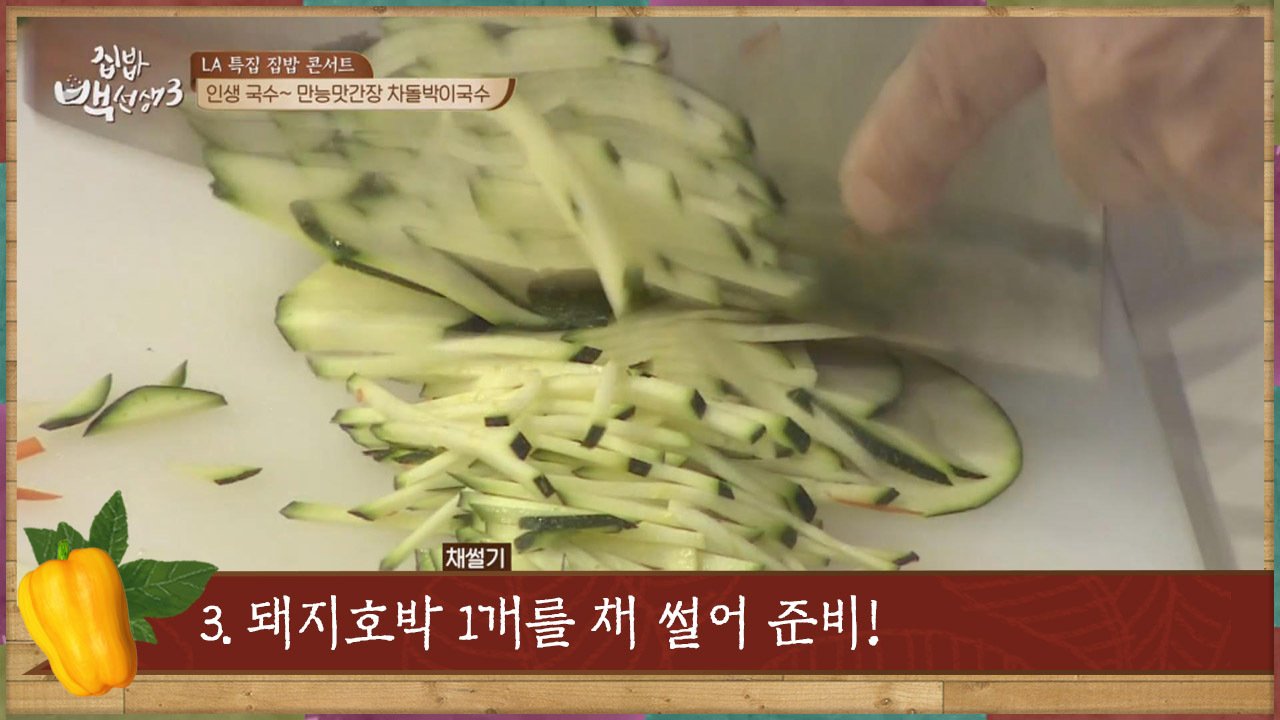 집밥
백선생3
LA 특집 집밥 콘서트
인생 국수~ 만능맛간장 차돌박이국수
채썰기
3. 돼지호박 1개를 채 썰어 준비!